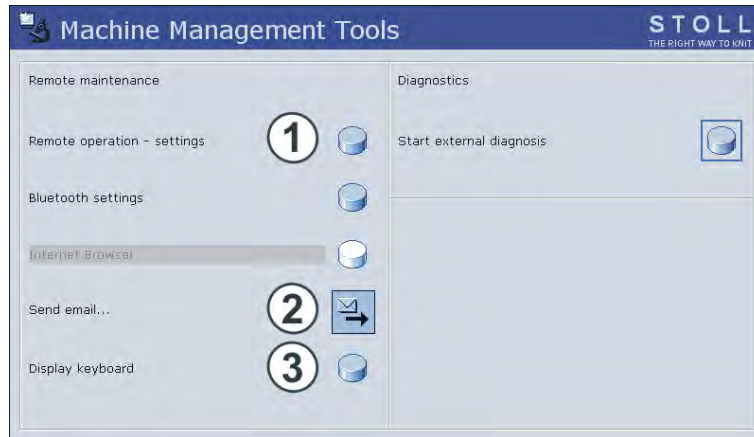 Machine Management Tools
STOLL
THE RIGHT WAY TO KNIT
Remote maintenance
Remote operation - settings
1
Bluetooth settings
Internet Browser
Send email...
2
Display keyboard
3
Diagnostics
Start external diagnosis